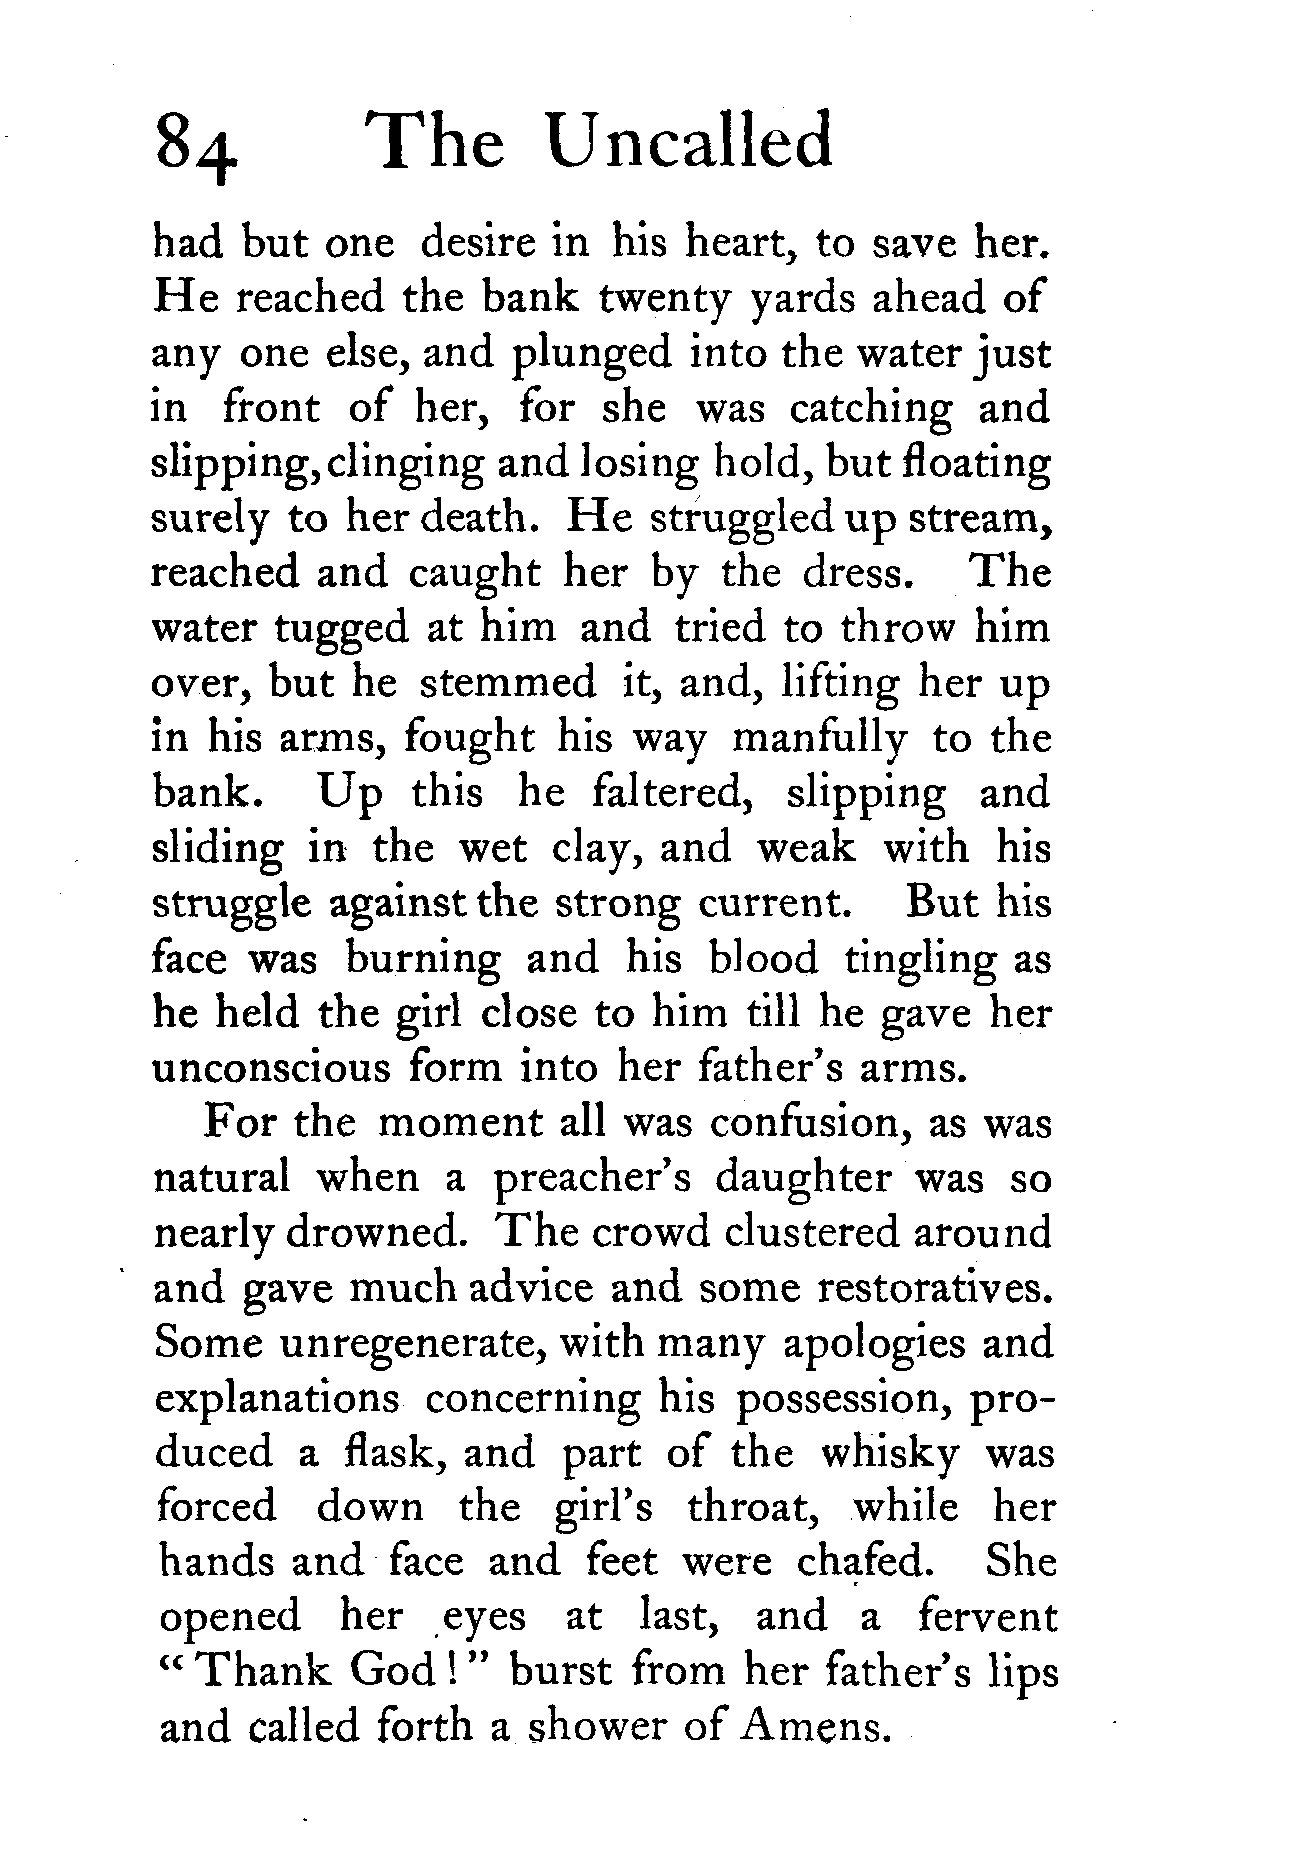 84 The Uncalled
had but one desire in his heart, to save her.
He reached the bank twenty yards ahead of
any one else, and plunged into the water just
in front of her, for she was catching and
slipping, clinging and losing hold, but floating
surely to her death. He struggled up stream,
reached and caught her by the dress. The
water tugged at him and tried to throw him
over, but he stemmed it, and, lifting her up
in his arms, fought his way manfully to the
bank. Up this he faltered, slipping and
sliding in the wet clay, and weak with his
struggle against the strong current. But his
face was burning and his blood tingling as
he held the girl close to him till he gave her
unconscious form into her father's arms.
For the moment all was confusion, as was
natural when a preacher's daughter was so
nearly drowned. The crowd clustered around
and gave much advice and some restoratives.
Some unregenerate, with many apologies and
explanations concerning his possession, pro-
duced a flask, and part of the whisky was
forced down the girl's throat, while her
hands and face and feet were chafed. She
opened her eyes at last, and a fervent
“Thank God!” burst from her father's lips
and called forth a shower of Amens.